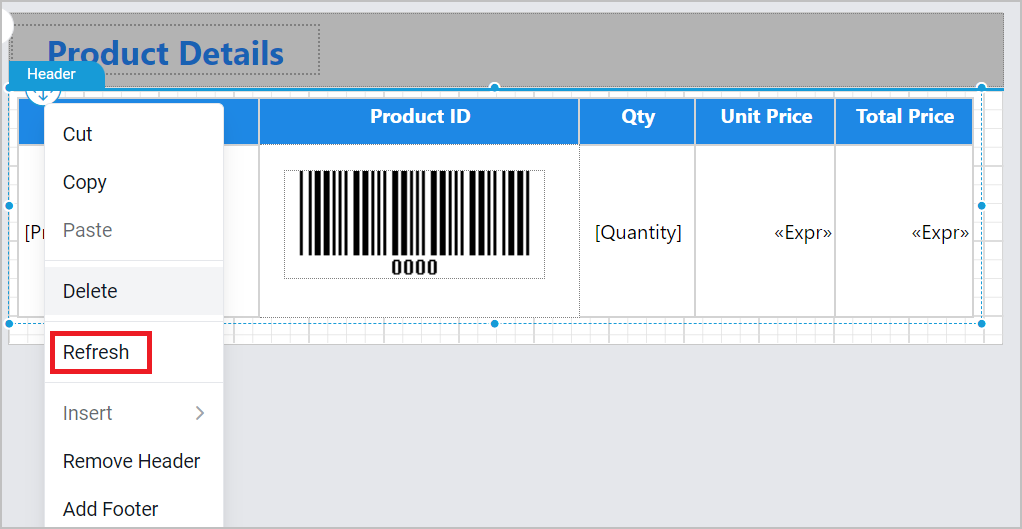 Product Details
Header
Product ID Qty Unit Price Total Price
Cut
Copy
Paste
[Pr
[Quantity] «Expr» «Expr»
0000
Delete
Refresh
Insert
Remove Header
Add Footer